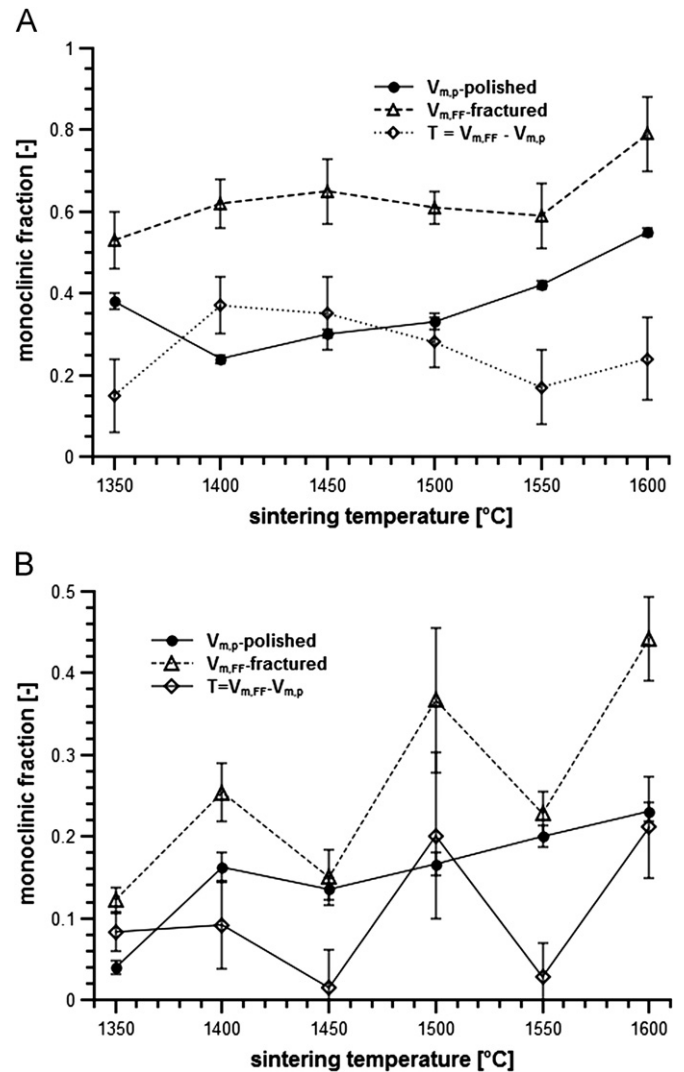 A
1
0.8
0.6
0.4
0.2
0
monoclinic fraction [-]
Vm,p-polished
Vm,FF-fractured
T = Vm,FF - Vm,p
1350 1400 1450 1500 1550 1600
sintering temperature [°C]
B
0.5
0.4
0.3
0.2
0.1
0
monoclinic fraction [-]
Vm,p-polished
Vm,FF-fractured
T=Vm,FF-Vm,p
1350 1400 1450 1500 1550 1600
sintering temperature [°C]